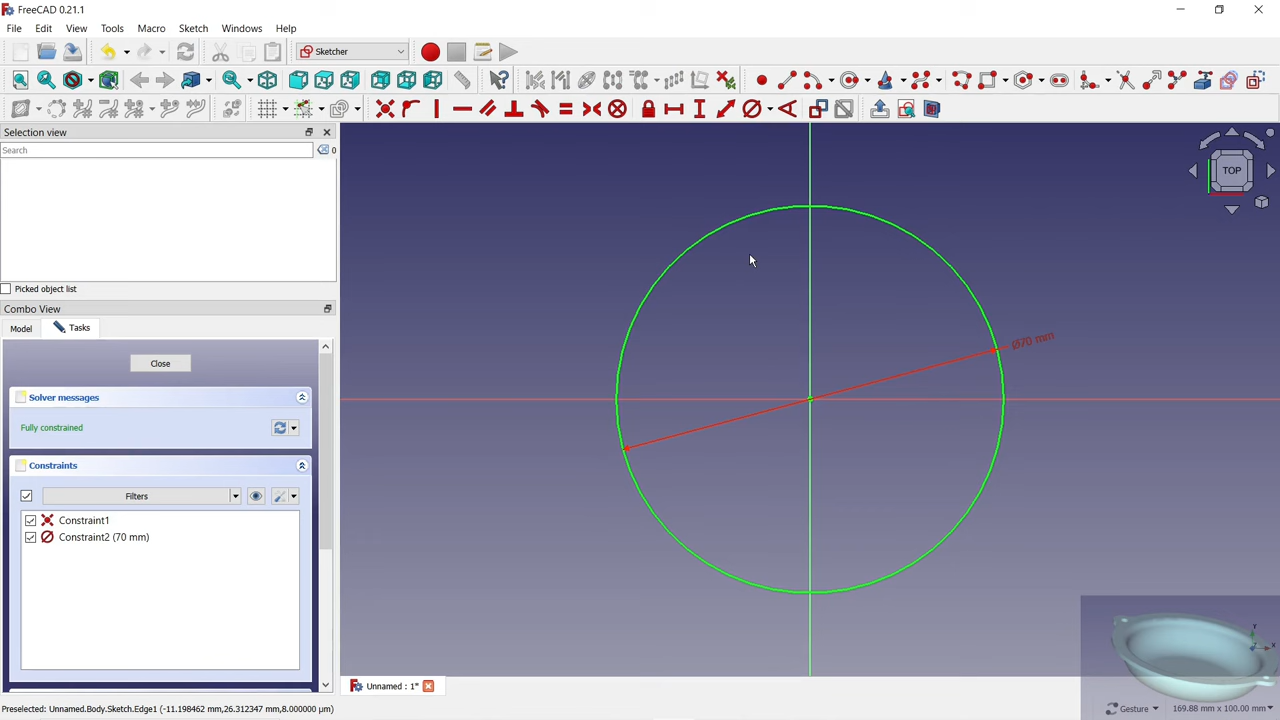 FreeCAD 0.21.1
File Edit View Tools Macro Sketch Windows Help
Sketcher
Selection view
Search
0
Picked object list
Combo View
Model Tasks
Close
Solver messages
Fully constrained
Constraints
Filters
Constraint1
Constraint2 (70 mm)
TOP
Ø70 mm
Y
X
Unnamed : 1*
Preselected: Unnamed.Body.Sketch.Edge1 (-11.198462 mm,26.312347 mm,8.000000 µm)
Gesture
169.88 mm x 100.00 mm